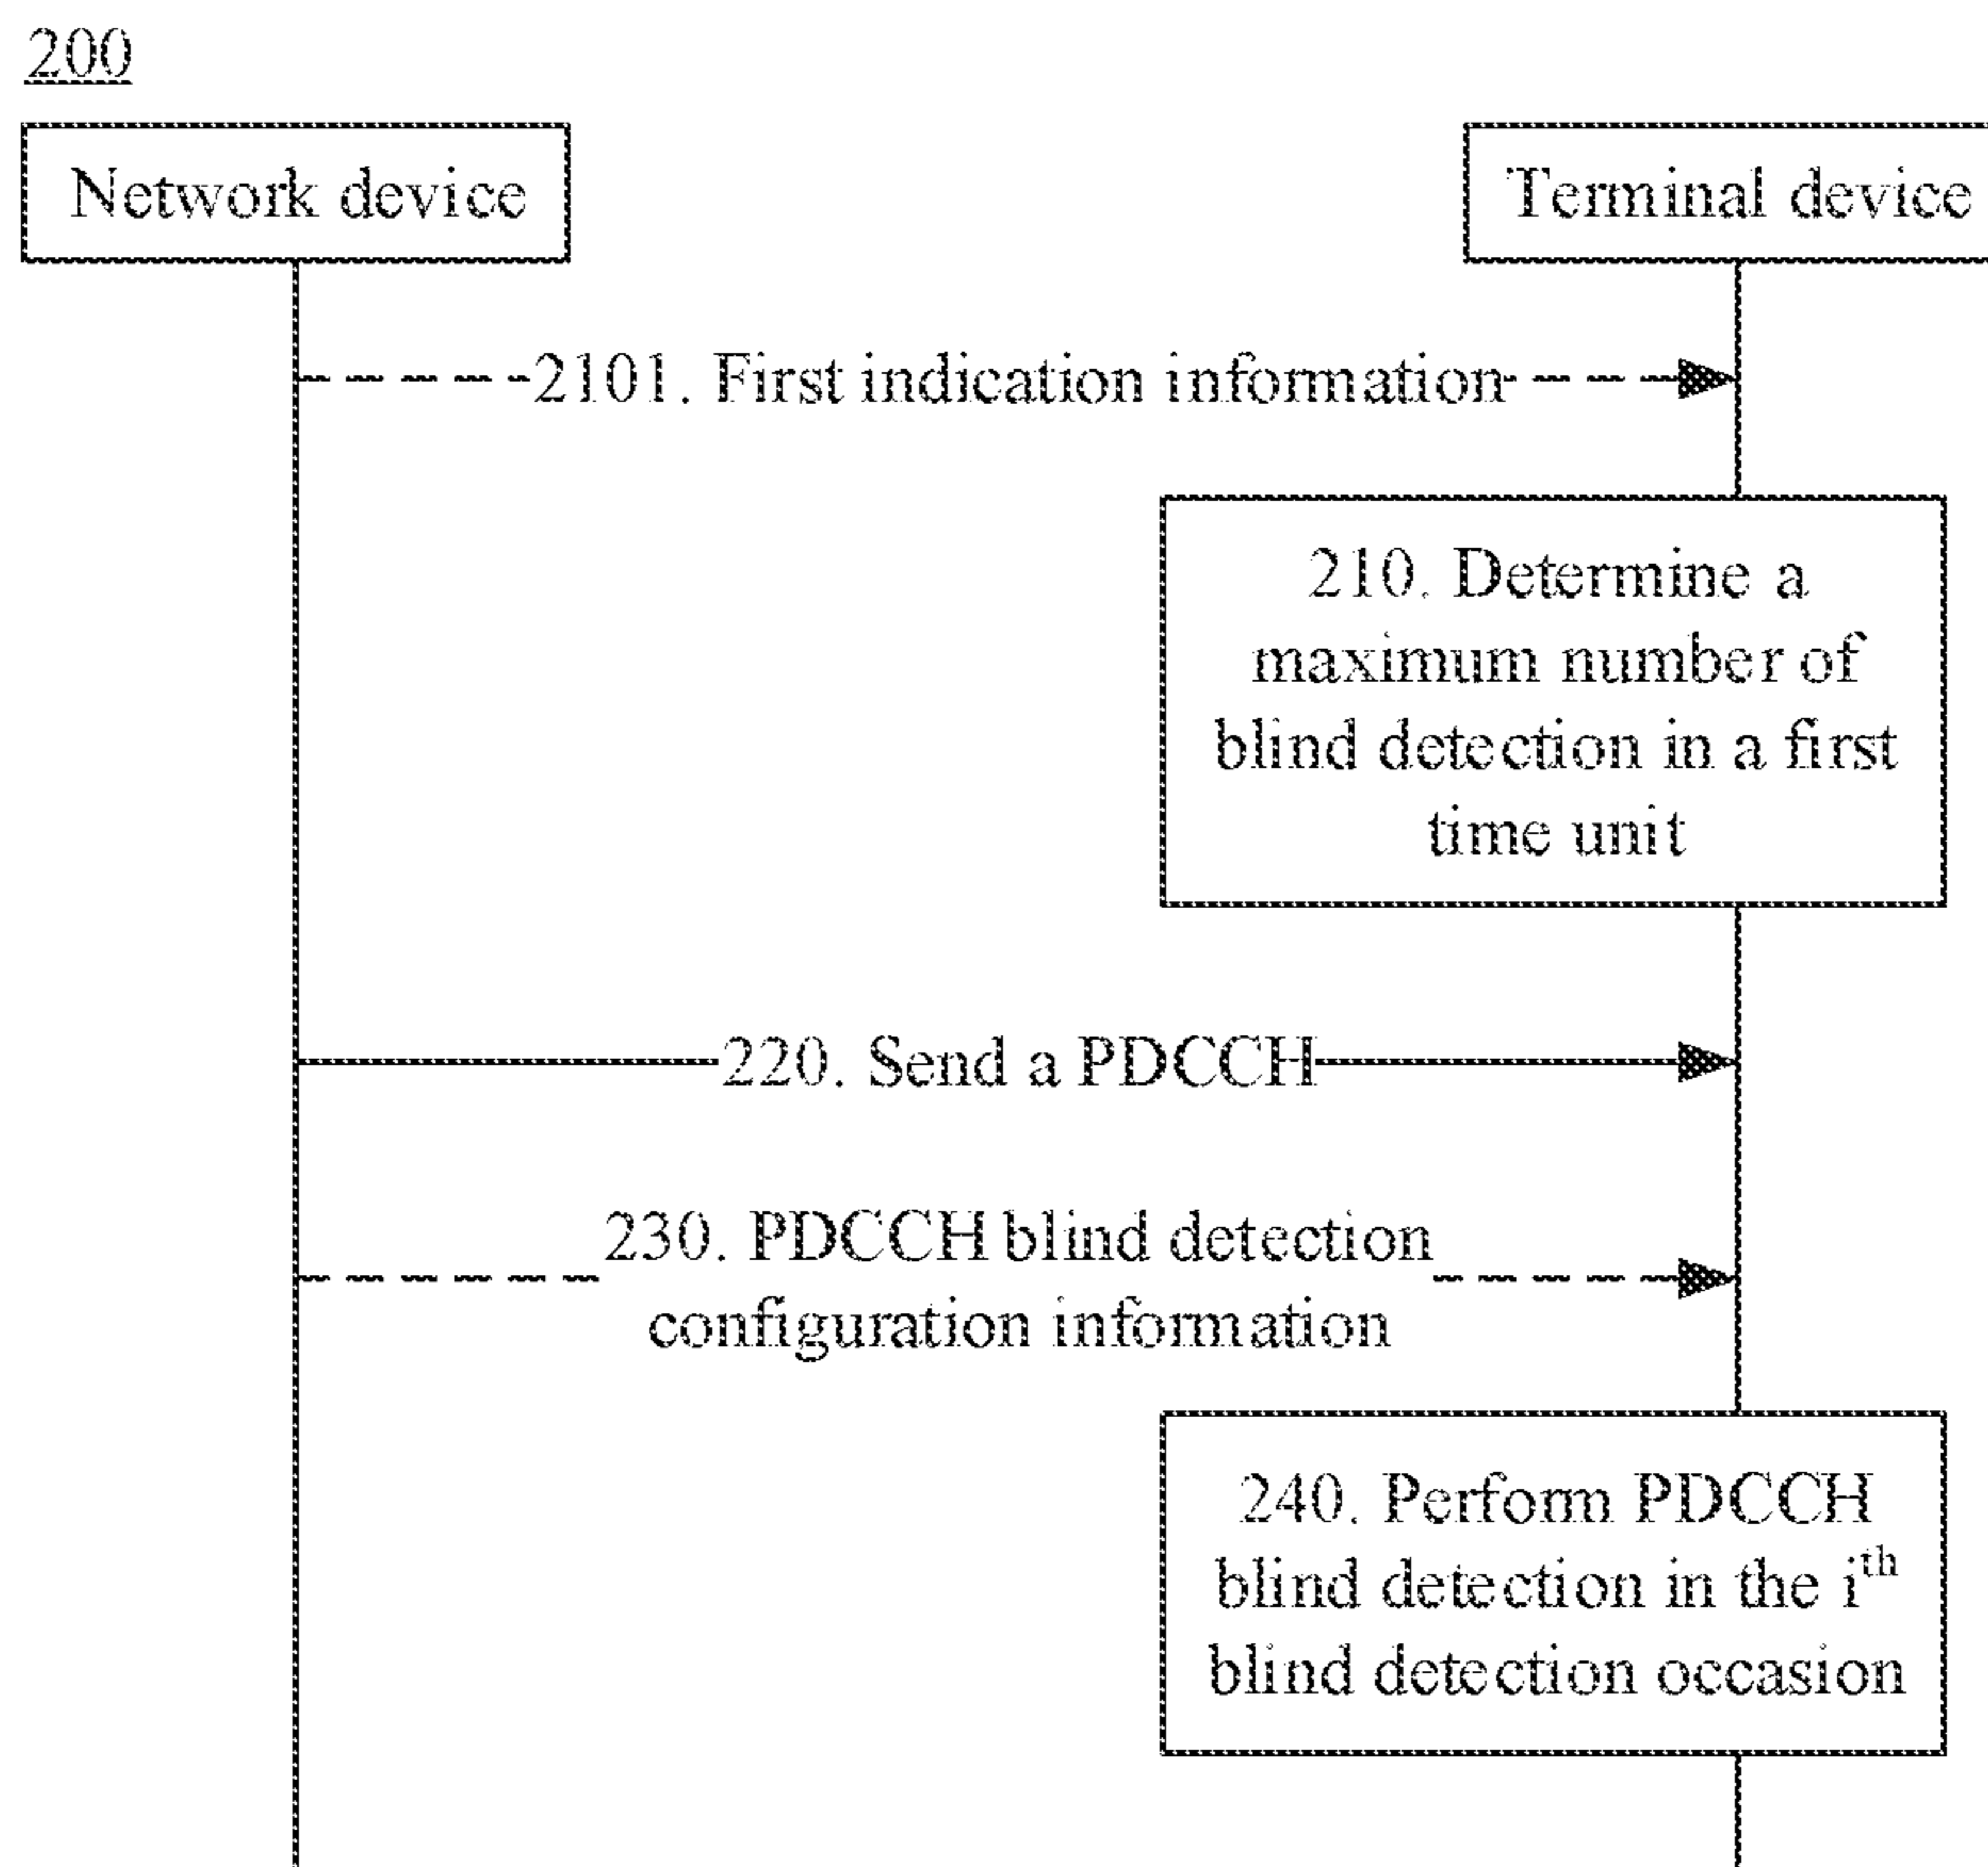 200
Network device
Terminal device
2101. First indication information
210. Determine a
maximum number of
blind detection in a first
time unit
220. Send a PDCCH
230. PDCCH blind detection
configuration information
240. Perform PDCCH
blind detection in the iᵗʰ
blind detection occasion